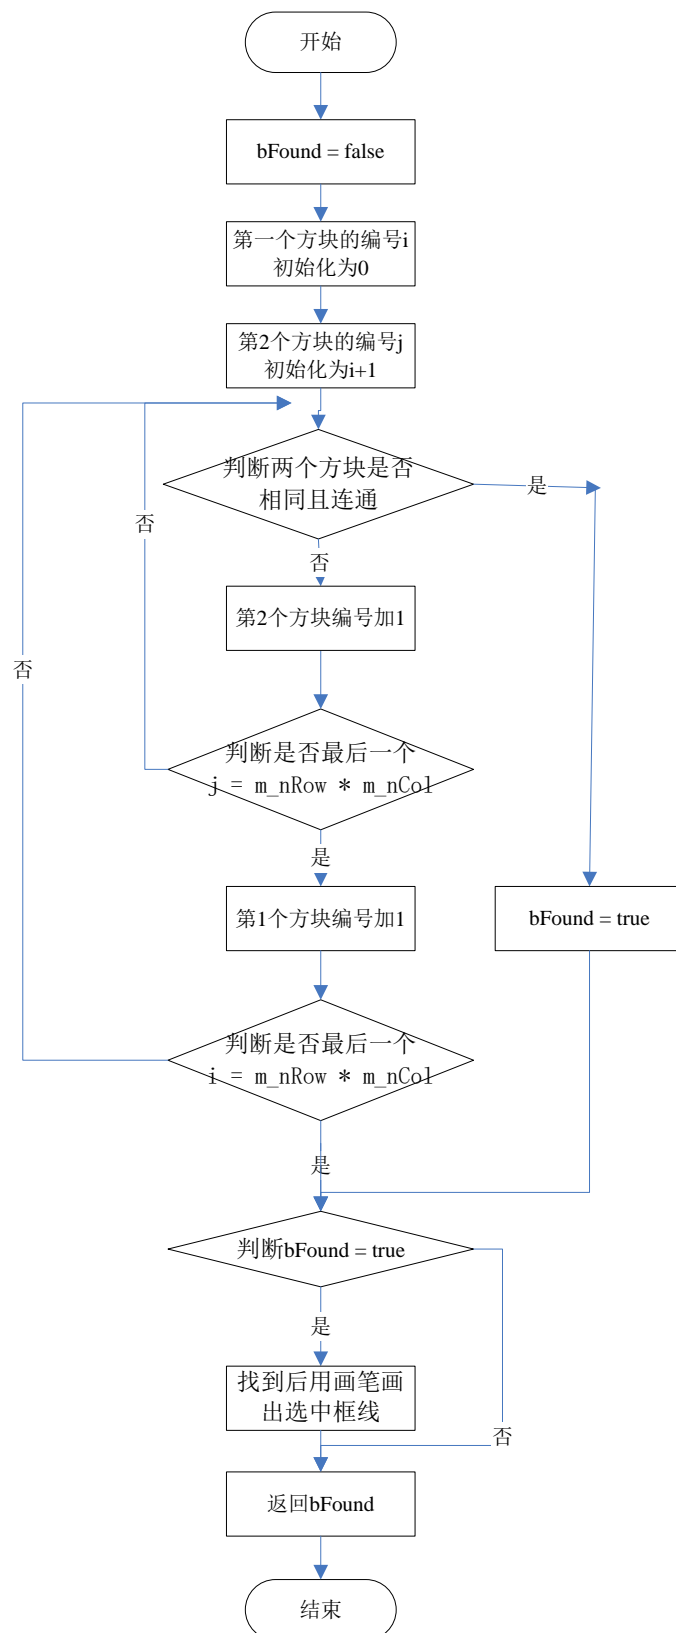 开始
bFound = false
第一个方块的编号i
初始化为0
第2个方块的编号j
初始化为i+1
判断两个方块是否
相同且连通
是
否
否
第2个方块编号加1
否
判断是否最后一个
j = m_nRow * m_nCol
是
第1个方块编号加1
bFound = true
判断是否最后一个
i = m_nRow * m_nCol
是
判断bFound = true
是
找到后用画笔画
出选中框线
否
返回bFound
结束